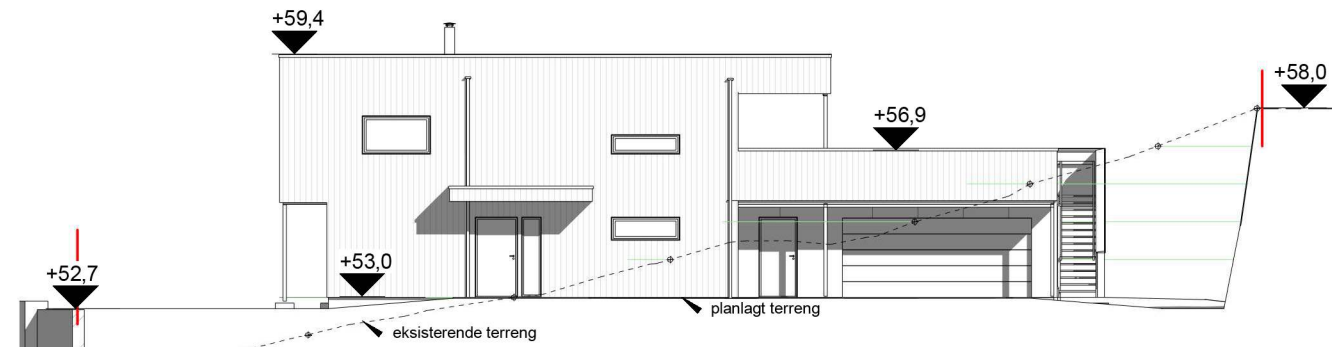 +59,4
+58,0
+56,9
+53,0
+52,7
planlagt terreng
eksisterende terreng